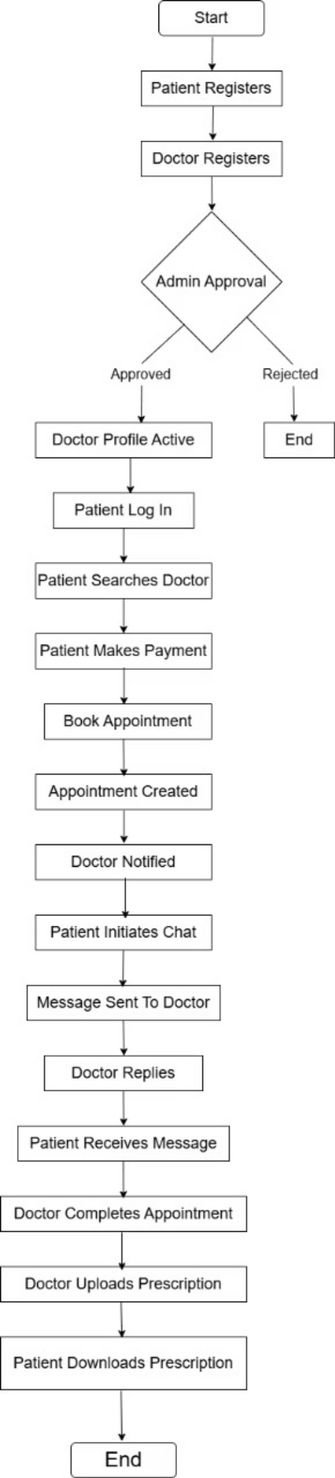 Start
Patient Registers
Doctor Registers
Admin Approval
Approved
Rejected
Doctor Profile Active
End
Patient Log In
Patient Searches Doctor
Patient Makes Payment
Book Appointment
Appointment Created
Doctor Notified
Patient Initiates Chat
Message Sent To Doctor
Doctor Replies
Patient Receives Message
Doctor Completes Appointment
Doctor Uploads Prescription
Patient Downloads Prescription
End